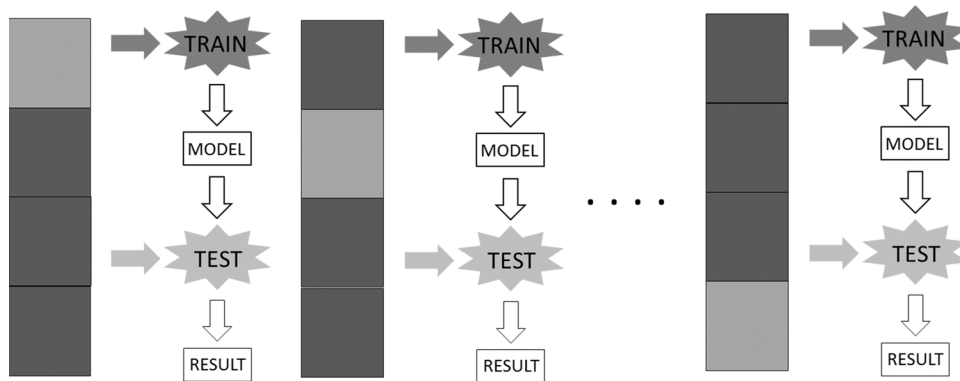 TRAIN
MODEL
TEST
RESULT
TRAIN
MODEL
TEST
RESULT
. . . .
TRAIN
MODEL
TEST
RESULT